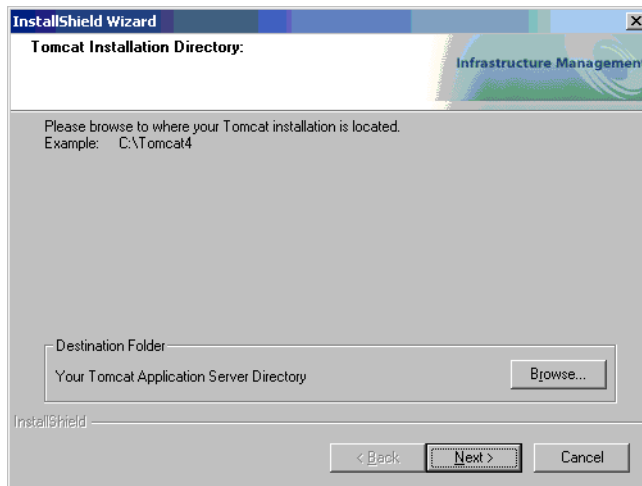 InstallShield Wizard
Tomcat Installation Directory:
Infrastructure Management
Please browse to where your Tomcat installation is located.
Example: C:\Tomcat4
Destination Folder
Your Tomcat Application Server Directory
Browse...
InstallShield
< Back
Next >
Cancel